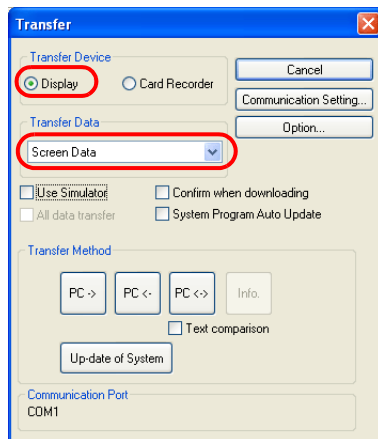 Transfer
Transfer Device
Display
Card Recorder
Cancel
Communication Setting...
Transfer Data
Option...
Screen Data
Use Simulator
Confirm when downloading
All data transfer
System Program Auto Update
Transfer Method
PC ->
PC <-
PC <->
Info.
Text comparison
Up-date of System
Communication Port
COM1